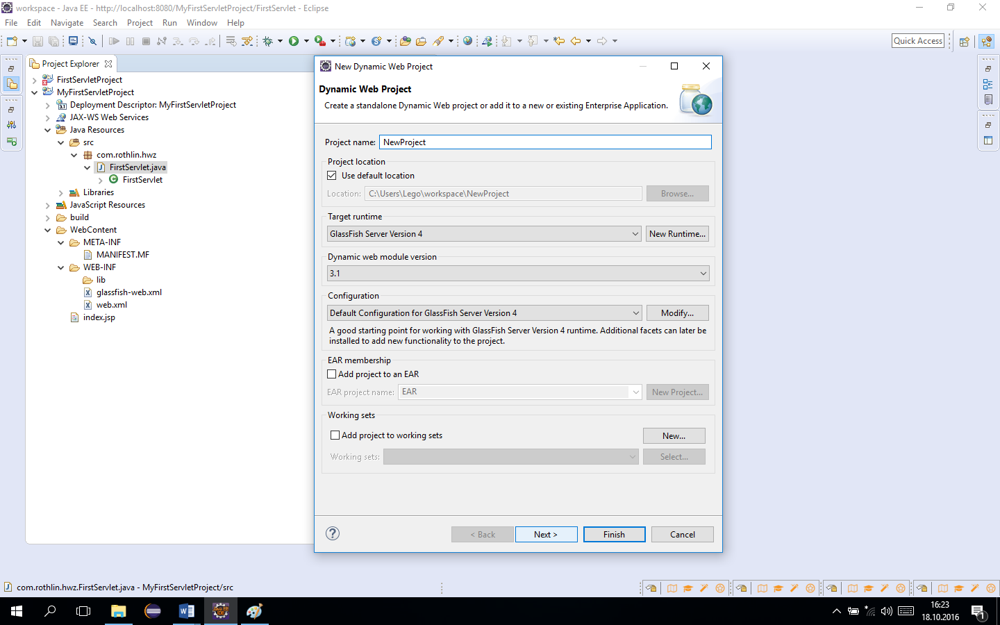 workspace - Java EE - http://localhost:8080/MyFirstServletProject/FirstServlet - Eclipse
File Edit Navigate Search Project Run Window Help
Quick Access
Project Explorer
FirstServletProject
MyFirstServletProject
Deployment Descriptor: MyFirstServletProject
JAX-WS Web Services
Java Resources
src
com.rothlin.hwz
FirstServlet.java
FirstServlet
Libraries
JavaScript Resources
build
WebContent
META-INF
MANIFEST.MF
WEB-INF
lib
glassfish-web.xml
web.xml
index.jsp
New Dynamic Web Project
Dynamic Web Project
Create a standalone Dynamic Web project or add it to a new or existing Enterprise Application.
Project name: NewProject
Project location
Use default location
Location: C:\Users\Lego\workspace\NewProject Browse...
Target runtime
GlassFish Server Version 4 New Runtime...
Dynamic web module version
3.1
Configuration
Default Configuration for GlassFish Server Version 4 Modify...
A good starting point for working with GlassFish Server Version 4 runtime. Additional facets can later be
installed to add new functionality to the project.
EAR membership
Add project to an EAR
EAR project name: EAR New Project...
Working sets
Add project to working sets New...
Working sets: Select...
< Back Next > Finish Cancel
com.rothlin.hwz.FirstServlet.java - MyFirstServletProject/src
Java EE
IDE
16:23
18.10.2016
1